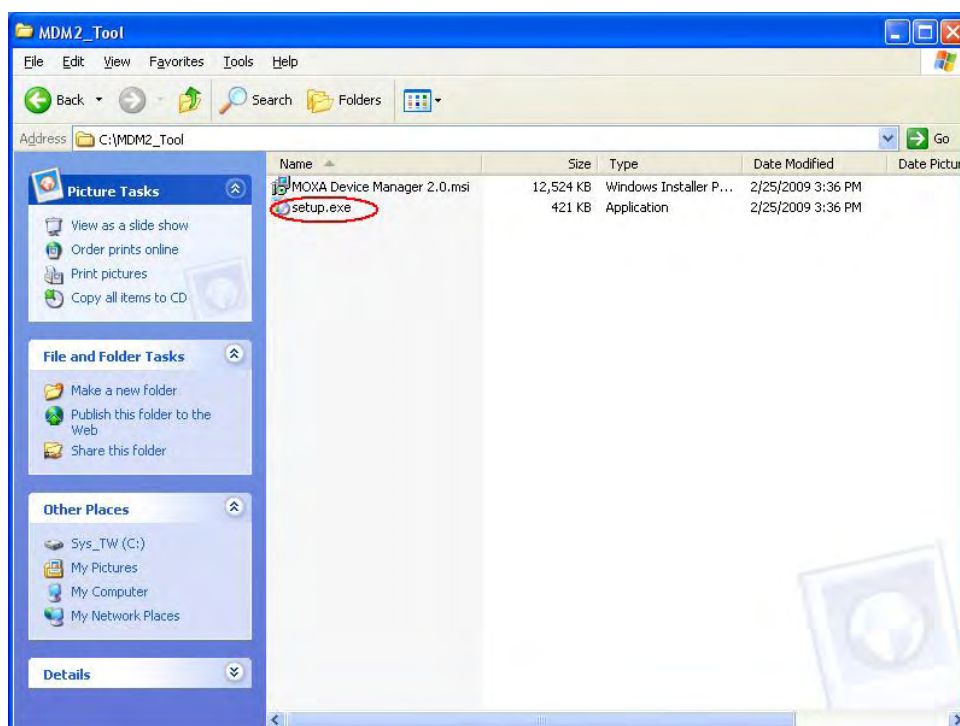 MDM2_Tool
File Edit View Favorites Tools Help
Back Search Folders
Address C:\MDM2_Tool Go
Name Size Type Date Modified Date Pictur
MOXA Device Manager 2.0.msi 12,524 KB Windows Installer P... 2/25/2009 3:36 PM
setup.exe 421 KB Application 2/25/2009 3:36 PM
Picture Tasks
View as a slide show
Order prints online
Print pictures
Copy all items to CD
File and Folder Tasks
Make a new folder
Publish this folder to the
Web
Share this folder
Other Places
Sys_TW (C:)
My Pictures
My Computer
My Network Places
Details